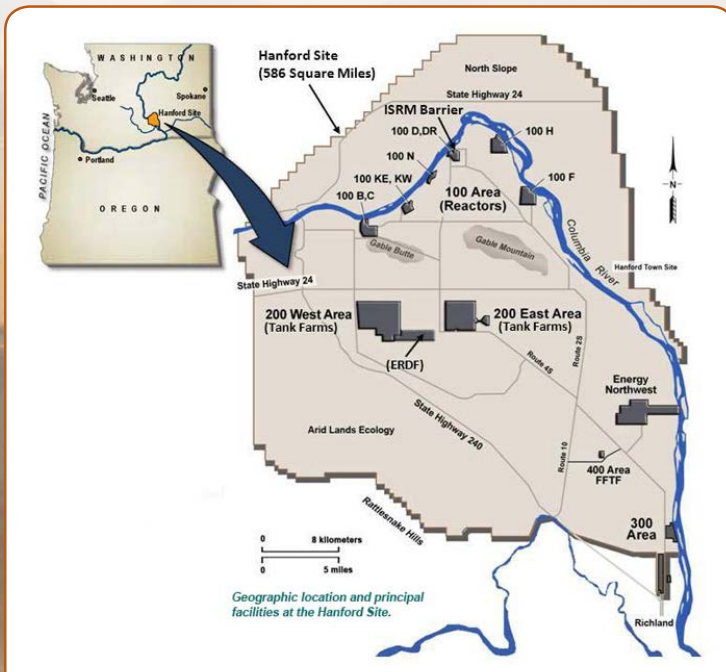 WASHINGTON
Seattle
Spokane
Hanford Site
Portland
PACIFIC OCEAN
OREGON
Hanford Site
(586 Square Miles)
North Slope
State Highway 24
ISRM Barrier
100 D,DR
100 H
100 N
100 KE, KW
100 F
100 B,C
100 Area
(Reactors)
N
Gable Butte
Gable Mountain
Columbia River
Hanford Town Site
State Highway 24
200 West Area
(Tank Farms)
200 East Area
(Tank Farms)
(ERDF)
Route 2S
Route 4S
Energy
Northwest
State Highway 240
Arid Lands Ecology
Route 10
400 Area
FFTF
Rattlesnake Hills
300
Area
0 8 kilometers
0 5 miles
Geographic location and principal
facilities at the Hanford Site.
Richland